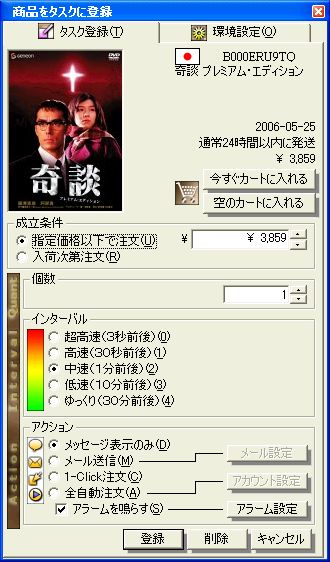 商品をタスクに登録
タスク登録(T)
環境設定(O)
geneon
DVD
奇談
プレミアム・エディション
B000ERU9TQ
奇談 プレミアム・エディション
2006-05-25
通常24時間以内に発送
￥ 3,859
今すぐカートに入れる
空のカートに入れる
成立条件
指定価格以下で注文(U)
￥
￥ 3,859
入荷次第注文(R)
個数
1
Action Interval Quant
インターバル
超高速(3秒前後)(0)
高速(30秒前後)(1)
中速(1分前後)(2)
低速(10分前後)(3)
ゆっくり(30分前後)(4)
アクション
メッセージ表示のみ(D)
メール送信(M)
メール設定
1-Click注文(C)
アカウント設定
全自動注文(A)
アラームを鳴らす(S)
アラーム設定
登録
削除
キャンセル